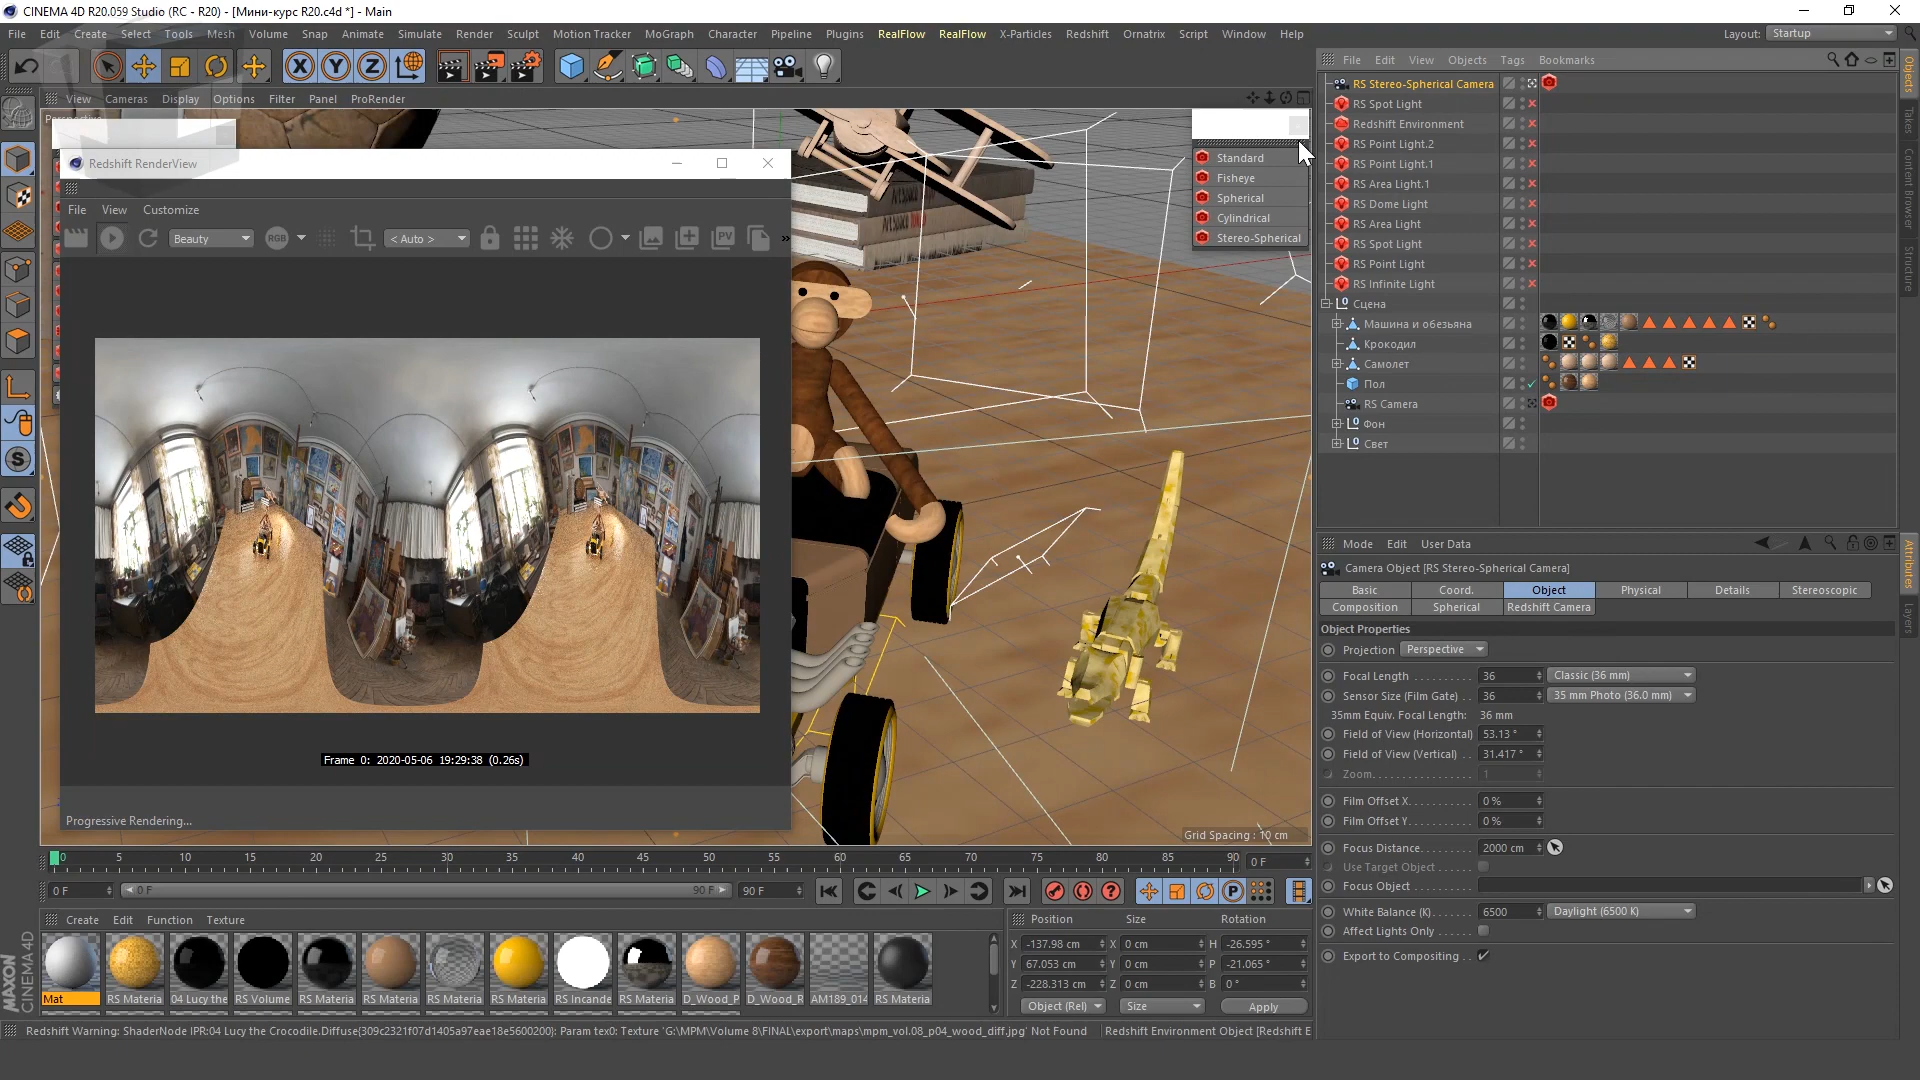 CINEMA 4D R20.059 Studio (RC - R20) - [Мини-курс R20.c4d *] - Main
File Edit Create Select Tools Mesh Volume Snap Animate Simulate Render Sculpt Motion Tracker MoGraph Character Pipeline Plugins RealFlow RealFlow X-Particles Redshift Ornatrix Script Window Help Layout: Startup
View Cameras Display Options Filter Panel ProRender
Perspective
Redshift RenderView
File View Customize
Beauty RGB < Auto > PV
Frame 0: 2020-05-06 19:29:38 (0.26s)
Progressive Rendering...
Standard
Fisheye
Spherical
Cylindrical
Stereo-Spherical
Grid Spacing : 10 cm
File Edit View Objects Tags Bookmarks
RS Stereo-Spherical Camera
RS Spot Light
Redshift Environment
RS Point Light.2
RS Point Light.1
RS Area Light.1
RS Dome Light
RS Area Light
RS Spot Light
RS Point Light
RS Infinite Light
Сцена
Машина и обезьяна
Крокодил
Самолет
Пол
RS Camera
Фон
Свет
Objects
Takes
Content Browser
Structure
Mode Edit User Data
Camera Object [RS Stereo-Spherical Camera]
Basic Coord. Object Physical Details Stereoscopic
Composition Spherical Redshift Camera
Object Properties
Projection Perspective
Focal Length 36 Classic (36 mm)
Sensor Size (Film Gate) 36 35 mm Photo (36.0 mm)
35mm Equiv. Focal Length: 36 mm
Field of View (Horizontal) 53.13 °
Field of View (Vertical) 31.417 °
Zoom 1
Film Offset X 0 %
Film Offset Y 0 %
Focus Distance 2000 cm
Use Target Object
Focus Object
White Balance (K) 6500 Daylight (6500 K)
Affect Lights Only
Export to Compositing
Attributes
Layers
0 5 10 15 20 25 30 35 40 45 50 55 60 65 70 75 80 85 90 0 F
0 F 0 F 90 F 90 F
Create Edit Function Texture
Mat RS Materia 04 Lucy the RS Volume RS Materia RS Materia RS Materia RS Materia RS Incande RS Materia D_Wood_P D_Wood_R AM189_014 RS Materia
Position Size Rotation
X -137.98 cm X 0 cm H -26.595 °
Y 67.053 cm Y 0 cm P -21.065 °
Z -228.313 cm Z 0 cm B 0 °
Object (Rel) Size Apply
MAXON CINEMA 4D
Redshift Warning: ShaderNode IPR:04 Lucy the Crocodile.Diffuse{309c2321f07d1405a97eae18e5600200}: Param tex0: Texture 'G:\MPM\Volume 8\FINAL\export\maps\mpm_vol.08_p04_wood_diff.jpg' Not Found Redshift Environment Object [Redshift E